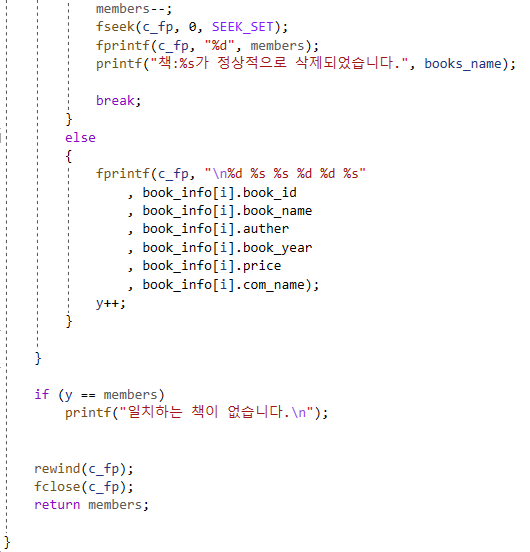 members--;
fseek(c_fp, 0, SEEK_SET);
fprintf(c_fp, "%d", members);
printf("책:%s가 정상적으로 삭제되었습니다.", books_name);
break;
}
else
{
fprintf(c_fp, "\n%d %s %s %d %d %s"
, book_info[i].book_id
, book_info[i].book_name
, book_info[i].auther
, book_info[i].book_year
, book_info[i].price
, book_info[i].com_name);
y++;
}
}
if (y == members)
printf("일치하는 책이 없습니다.\n");
rewind(c_fp);
fclose(c_fp);
return members;
}